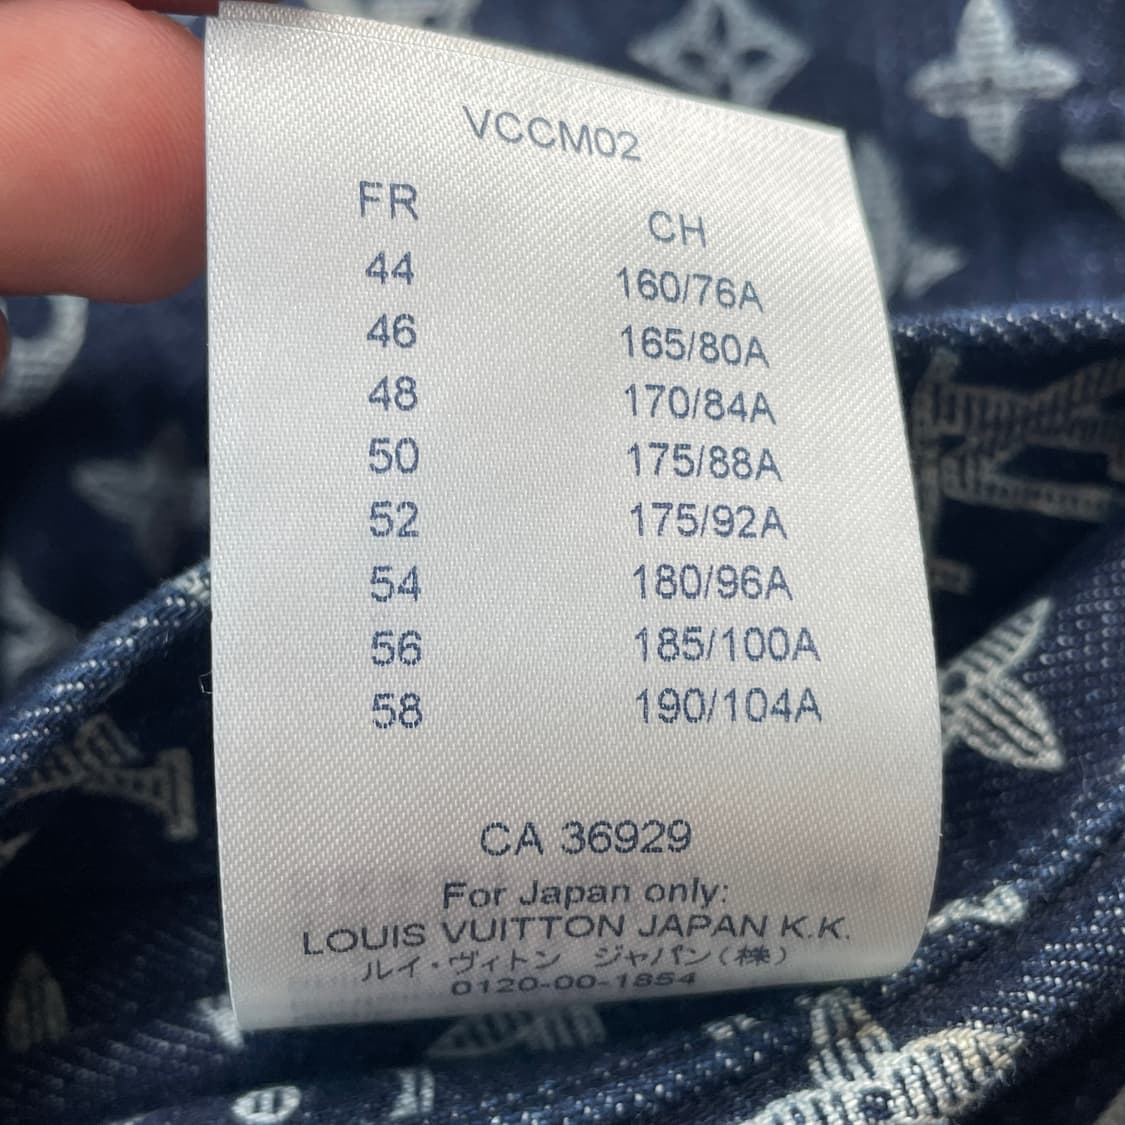 VCCM02
FR CH
44 160/76A
46 165/80A
48 170/84A
50 175/88A
52 175/92A
54 180/96A
56 185/100A
58 190/104A
CA 36929
For Japan only:
LOUIS VUITTON JAPAN K.K.
ルイ・ヴィトン ジャパン(株)
0120-00-1854